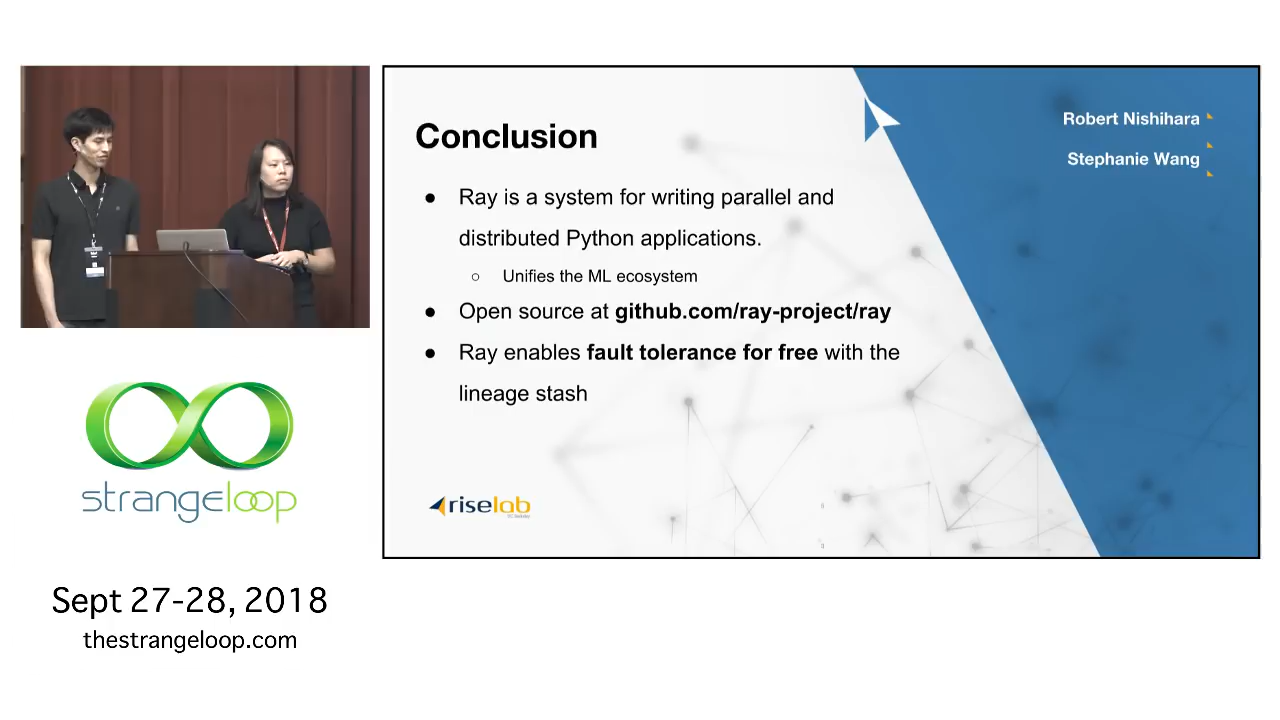 Conclusion
● Ray is a system for writing parallel and
distributed Python applications.
○ Unifies the ML ecosystem
● Open source at github.com/ray-project/ray
● Ray enables fault tolerance for free with the
lineage stash
riselab
UC Berkeley
Robert Nishihara
Stephanie Wang
strangeloop
Sept 27-28, 2018
thestrangeloop.com